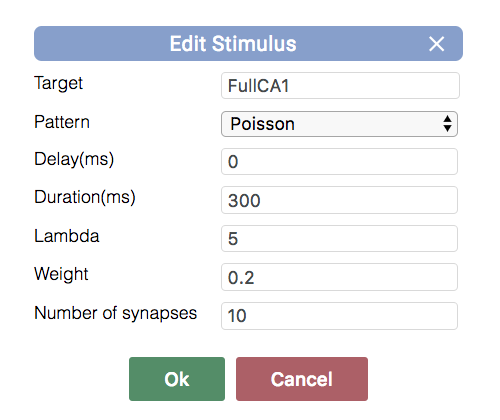 Edit Stimulus ×
Target FullCA1
Pattern Poisson
Delay(ms) 0
Duration(ms) 300
Lambda 5
Weight 0.2
Number of synapses 10
Ok Cancel